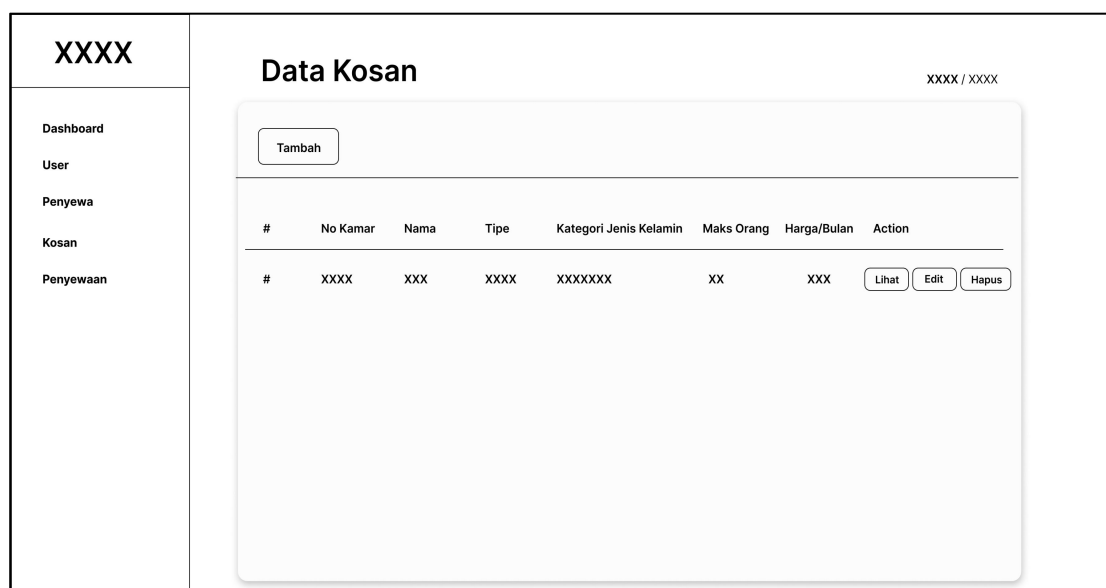 XXXX
Dashboard
User
Penyewa
Kosan
Penyewaan
Data Kosan
XXXX / XXXX
Tambah
# No Kamar Nama Tipe Kategori Jenis Kelamin Maks Orang Harga/Bulan Action
# XXXX XXX XXXX XXXXXXX XX XXX Lihat Edit Hapus